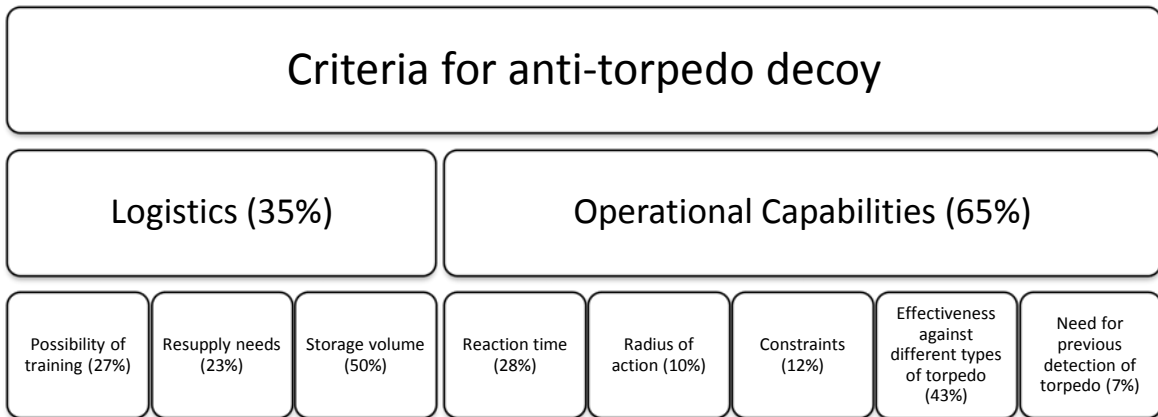 Criteria for anti-torpedo decoy
Logistics (35%)
Operational Capabilities (65%)
Possibility of
training (27%)
Resupply needs
(23%)
Storage volume
(50%)
Reaction time
(28%)
Radius of
action (10%)
Constraints
(12%)
Effectiveness
against
different types
of torpedo
(43%)
Need for
previous
detection of
torpedo (7%)